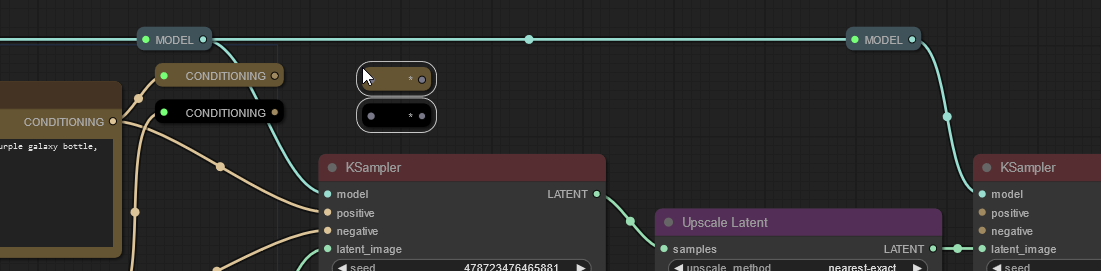 MODEL
MODEL
CONDITIONING
*
CONDITIONING
*
CONDITIONING
urple galaxy bottle,
KSampler
LATENT
model
positive
negative
latent_image
seed
478723476465881
Upscale Latent
samples
LATENT
upscale_method
nearest-exact
KSampler
model
positive
negative
latent_image
seed